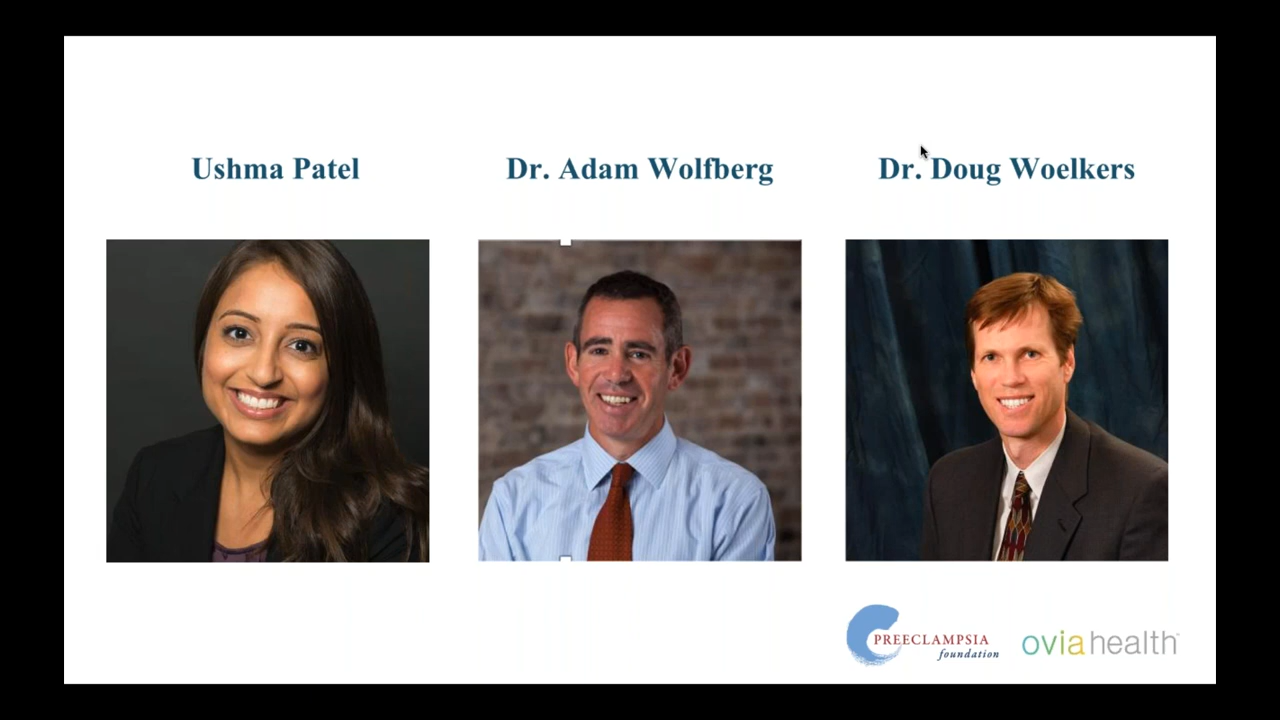 Ushma Patel
Dr. Adam Wolfberg
Dr. Doug Woelkers
PREECLAMPSIA
foundation
oviahealth